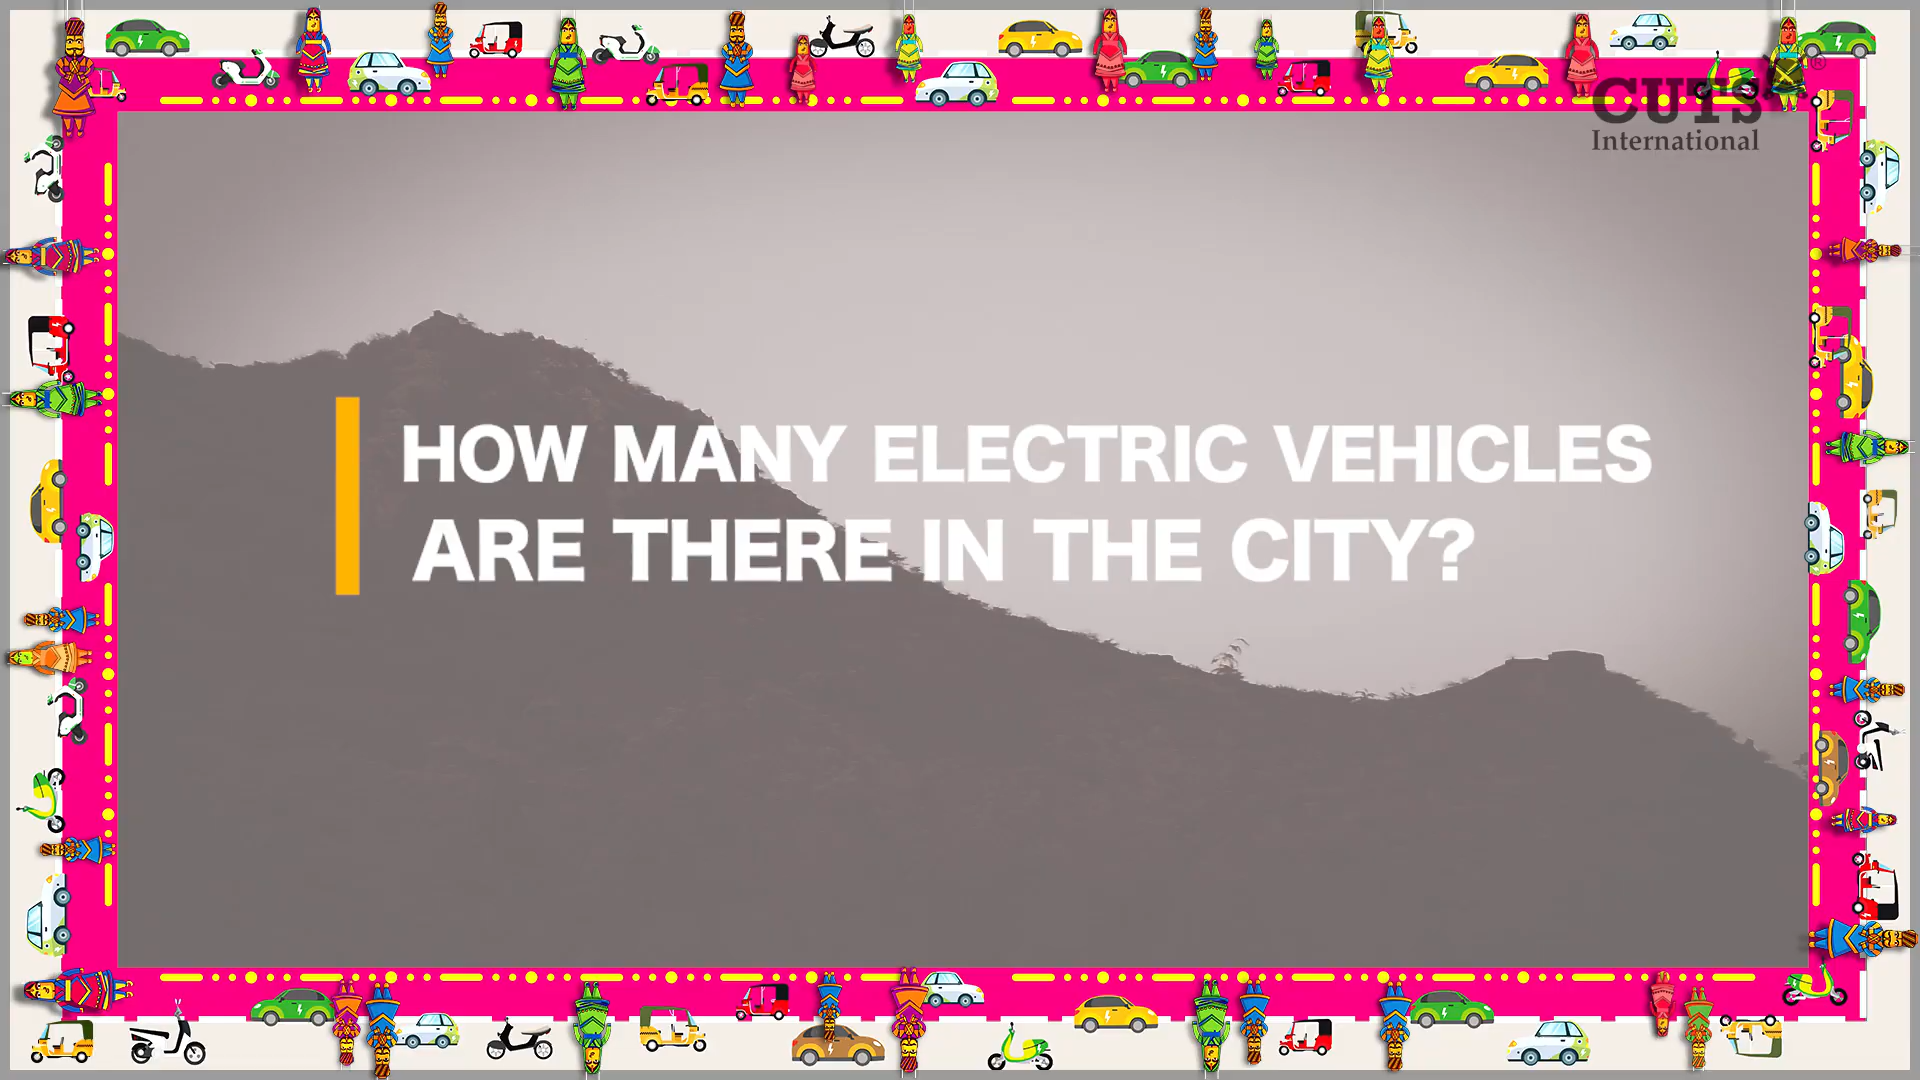 CUTS®
International
HOW MANY ELECTRIC VEHICLES
ARE THERE IN THE CITY?